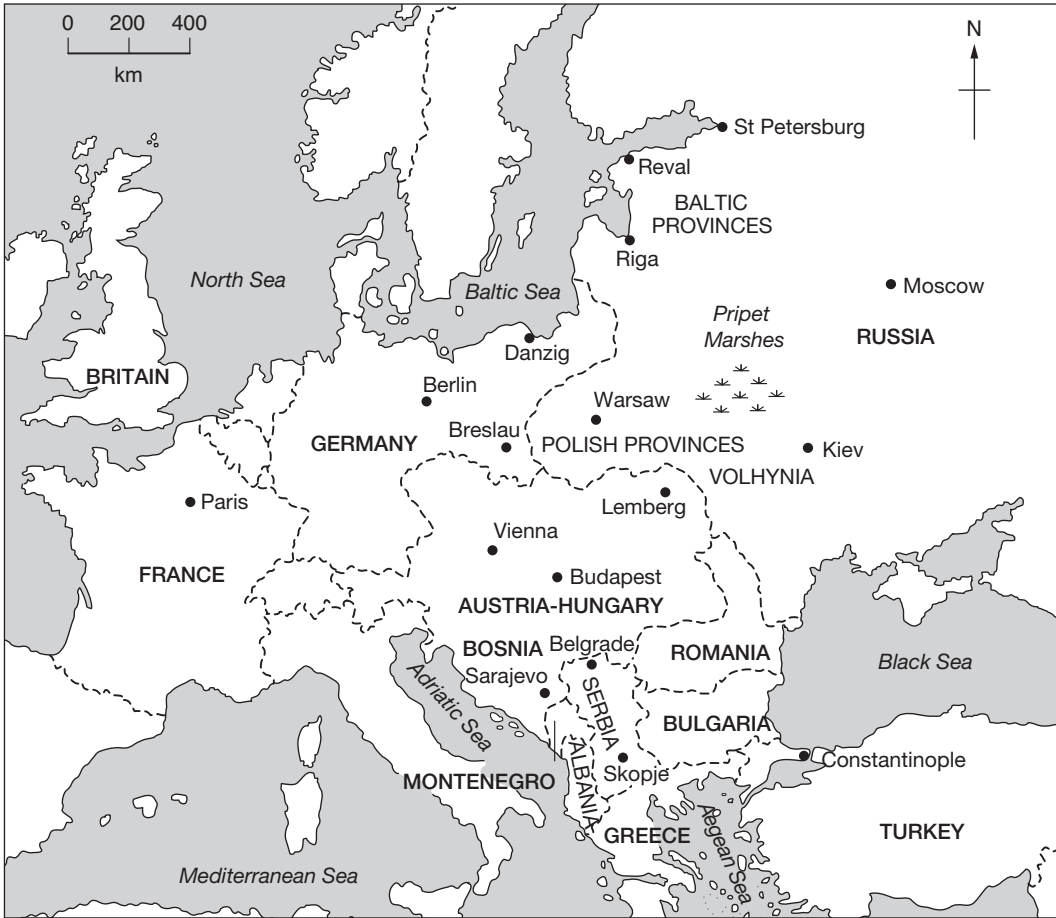 0 200 400
km
N
St Petersburg
Reval
BALTIC
PROVINCES
Riga
North Sea
Baltic Sea
Moscow
Pripet
Marshes
RUSSIA
Danzig
BRITAIN
Berlin
Warsaw
Breslau
GERMANY
POLISH PROVINCES
Kiev
VOLHYNIA
Paris
Lemberg
Vienna
FRANCE
Budapest
AUSTRIA-HUNGARY
BOSNIA
Belgrade
ROMANIA
Black Sea
Sarajevo
Adriatic Sea
SERBIA
BULGARIA
Constantinople
Skopje
MONTENEGRO
ALBANIA
GREECE
Aegean Sea
TURKEY
Mediterranean Sea